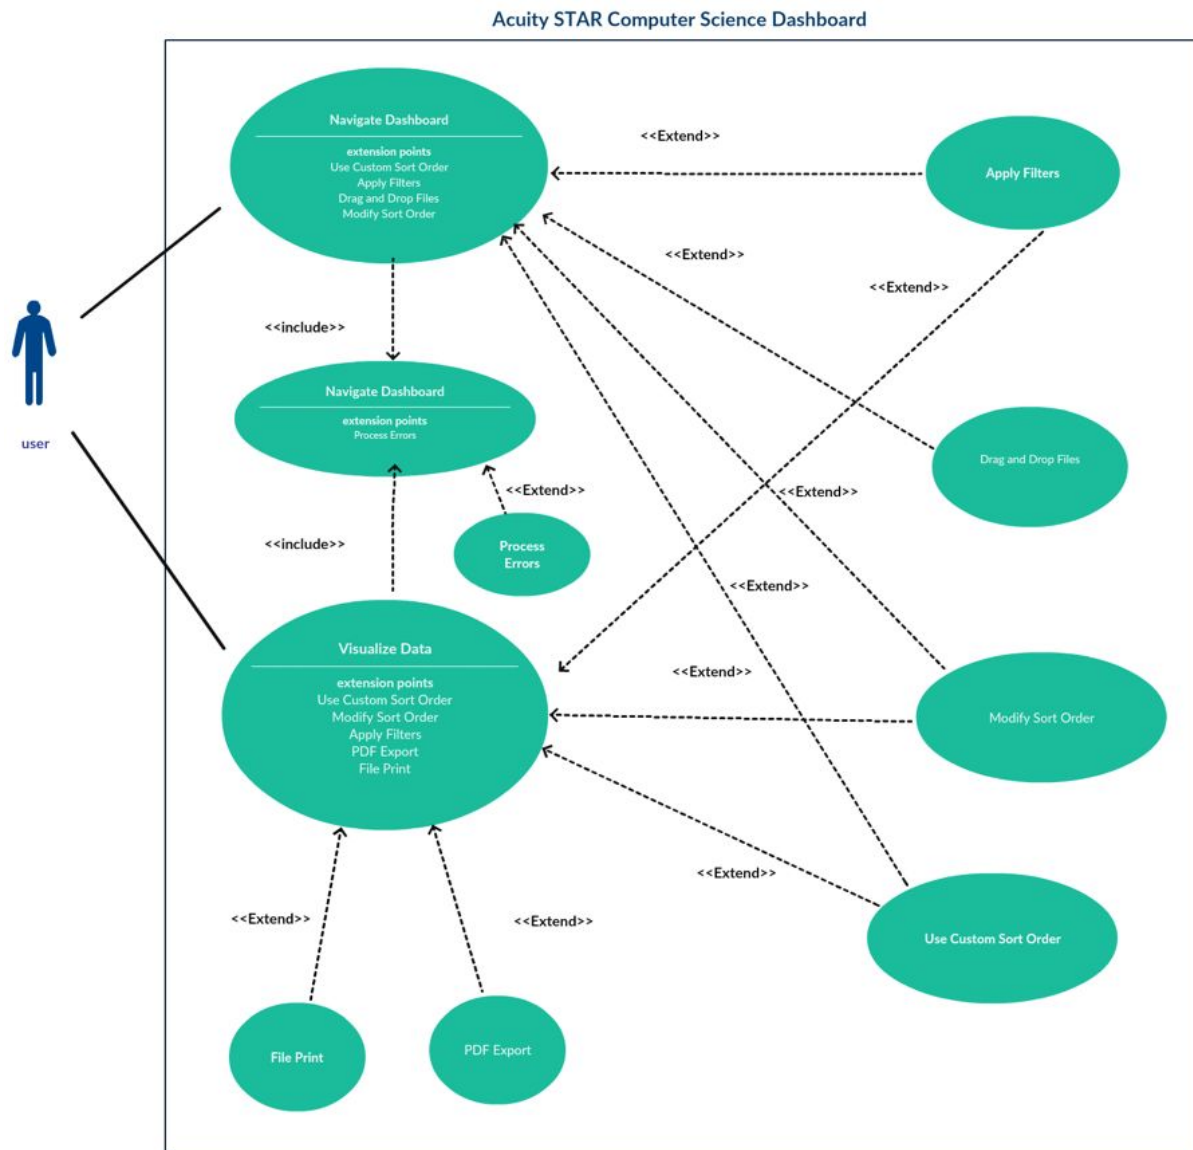 Acuity STAR Computer Science Dashboard
Navigate Dashboard
extension points
Use Custom Sort Order
Apply Filters
Drag and Drop Files
Modify Sort Order
<<Extend>>
Apply Filters
<<Extend>>
<<Extend>>
<<include>>
user
Navigate Dashboard
extension points
Process Errors
<<Extend>>
Process
Errors
Drag and Drop Files
<<Extend>>
<<include>>
<<Extend>>
Visualize Data
extension points
Use Custom Sort Order
Modify Sort Order
Apply Filters
PDF Export
File Print
<<Extend>>
Modify Sort Order
<<Extend>>
Use Custom Sort Order
<<Extend>>
<<Extend>>
File Print
PDF Export